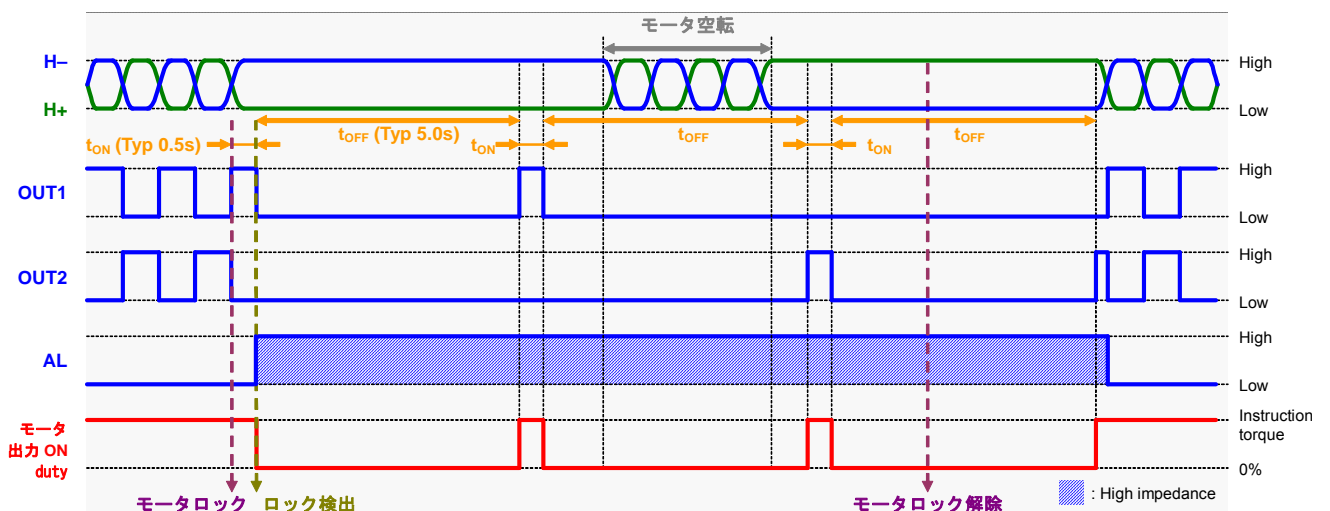 モータ空転
H–
High
H+
Low
tON (Typ 0.5s)
tOFF (Typ 5.0s)
tON
tOFF
tON
tOFF
OUT1
High
Low
OUT2
High
Low
AL
High
Low
モータ
出力 ON
duty
Instruction
torque
0%
モータロック
ロック検出
モータロック解除
: High impedance